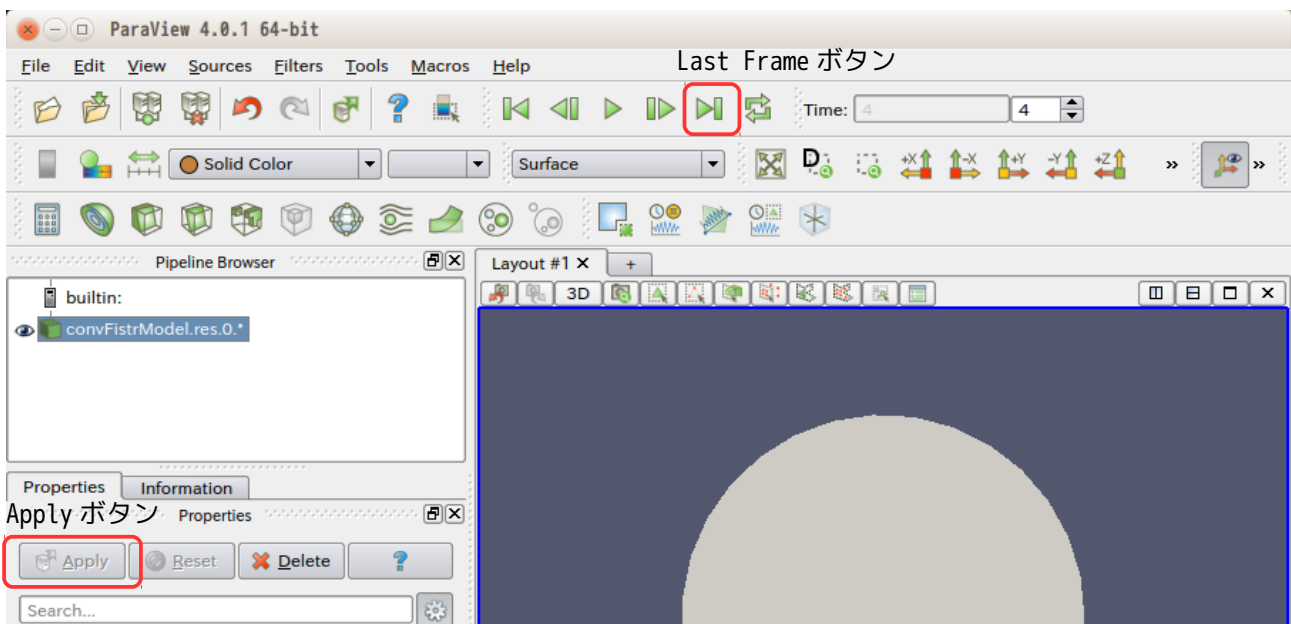 ParaView 4.0.1 64-bit
File Edit View Sources Filters Tools Macros Help
Last Frame ボタン
Time: 4 4
Solid Color Surface
+X -X +Y -Y +Z » »
Pipeline Browser
Layout #1 +
builtin:
3D
convFistrModel.res.0.*
Properties Information
Apply ボタン Properties
Apply Reset Delete ?
Search...